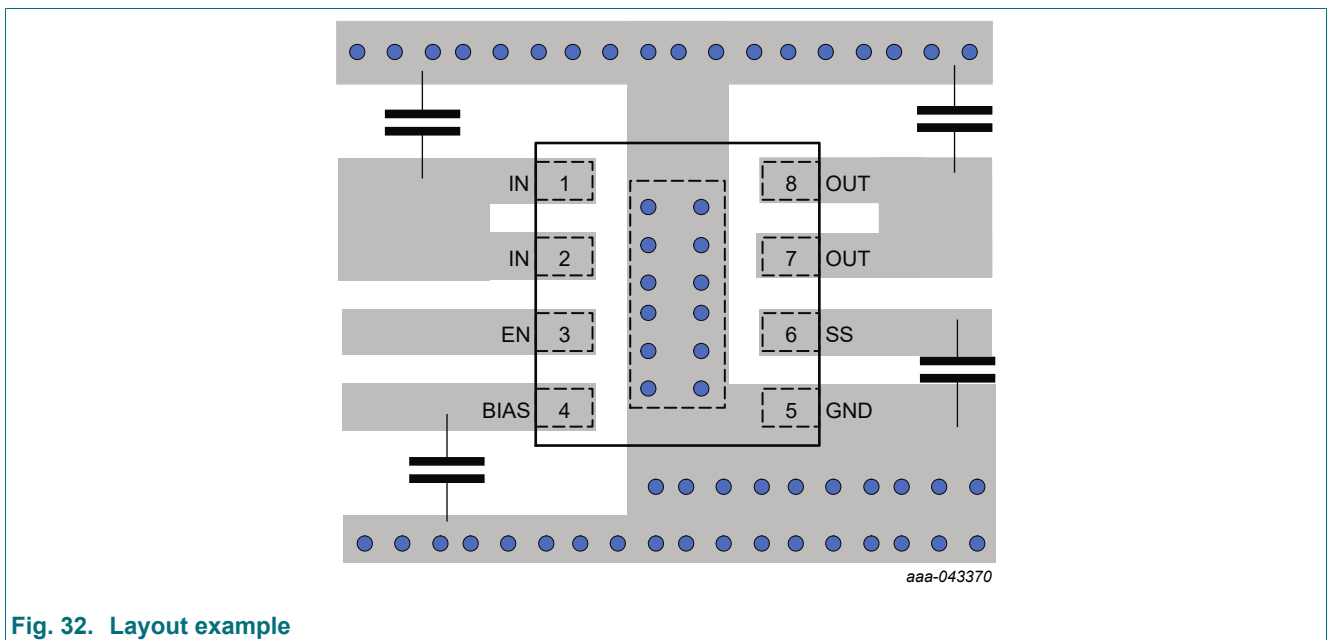 IN 1 8 OUT
IN 2 7 OUT
EN 3 6 SS
BIAS 4 5 GND
aaa-043370
Fig. 32. Layout example